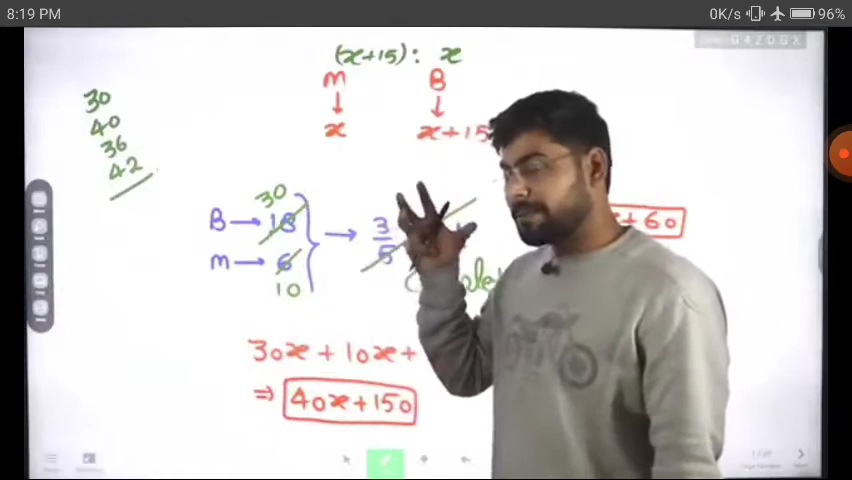 8:19 PM 0K/s 96%
(x+15) : x
M B
x x+15
30
40
36
42
30
B → 18
→ 3/5
M → 6
10
x+60
30x + 10x +
⇒ 40x+150